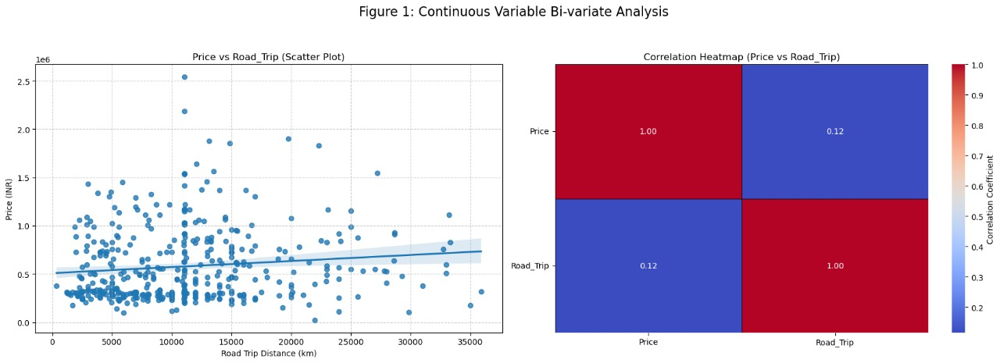 Figure 1: Continuous Variable Bi-variate Analysis
Price vs Road_Trip (Scatter Plot)
1e6
2.5
2.0
1.5
1.0
0.5
0.0
Price (INR)
0 5000 10000 15000 20000 25000 30000 35000
Road Trip Distance (km)
Correlation Heatmap (Price vs Road_Trip)
Price 1.00 0.12
Road_Trip 0.12 1.00
Price Road_Trip
1.0
0.9
0.8
0.7
0.6
0.5
0.4
0.3
0.2
Correlation Coefficient